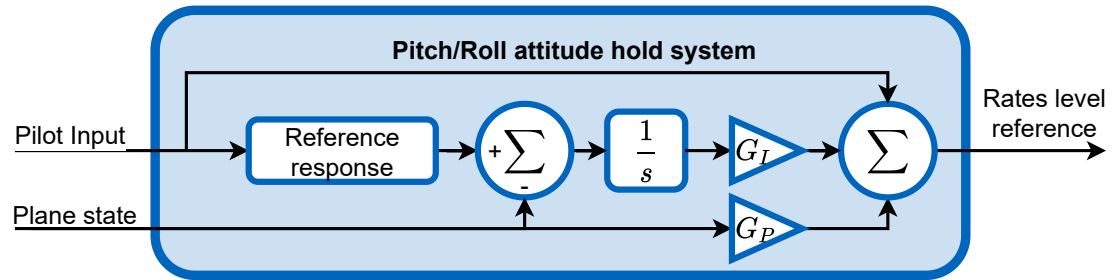 Pitch/Roll attitude hold system
Pilot Input
Reference
response
+
∑
-
1
s
G_I
∑
Rates level
reference
Plane state
G_P